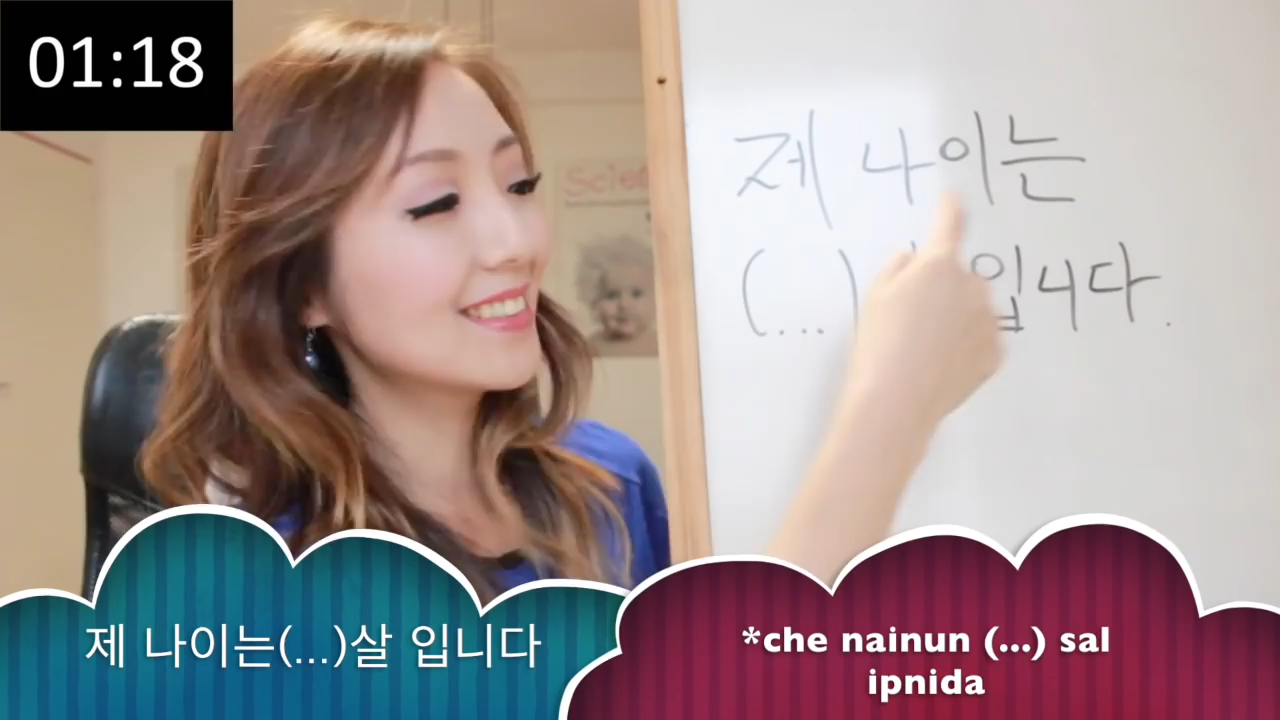 01:18
제 나이는
(...) 입니다.
제 나이는(...)살 입니다
*che nainun (...) sal
ipnida